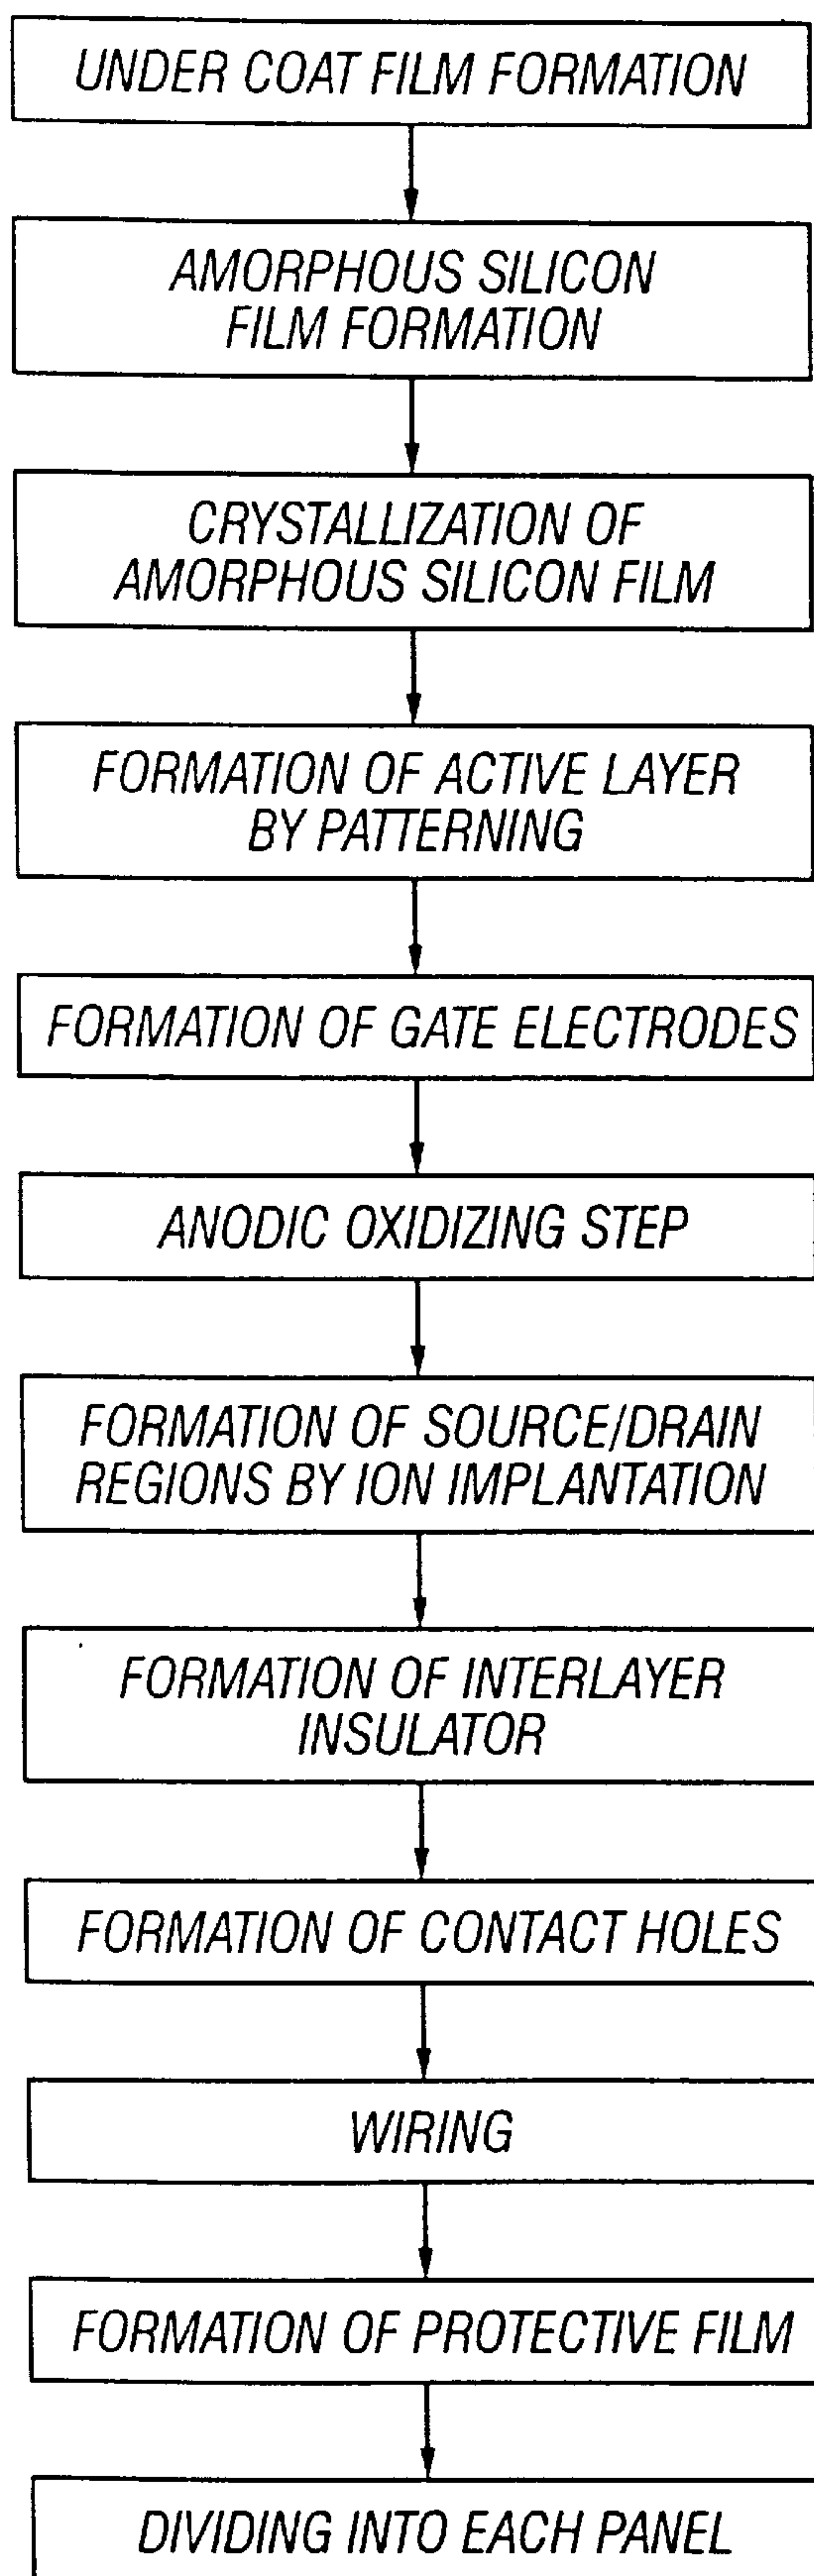 UNDER COAT FILM FORMATION
AMORPHOUS SILICON
FILM FORMATION
CRYSTALLIZATION OF
AMORPHOUS SILICON FILM
FORMATION OF ACTIVE LAYER
BY PATTERNING
FORMATION OF GATE ELECTRODES
ANODIC OXIDIZING STEP
FORMATION OF SOURCE/DRAIN
REGIONS BY ION IMPLANTATION
FORMATION OF INTERLAYER
INSULATOR
FORMATION OF CONTACT HOLES
WIRING
FORMATION OF PROTECTIVE FILM
DIVIDING INTO EACH PANEL